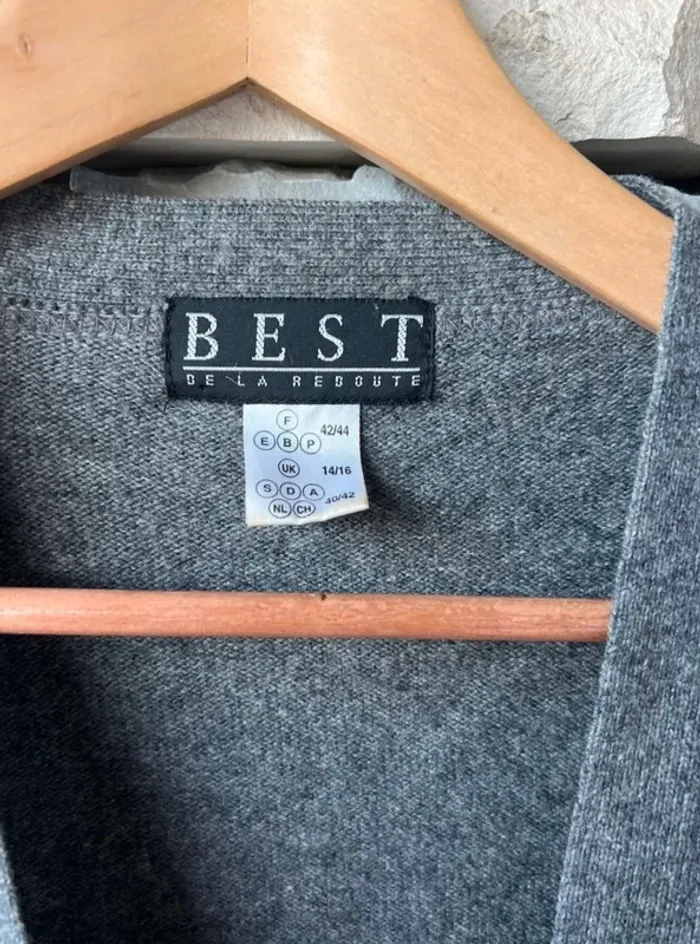 BEST
DE LA REDOUTE
F
E B P 42/44
UK 14/16
S D A 40/42
NL CH